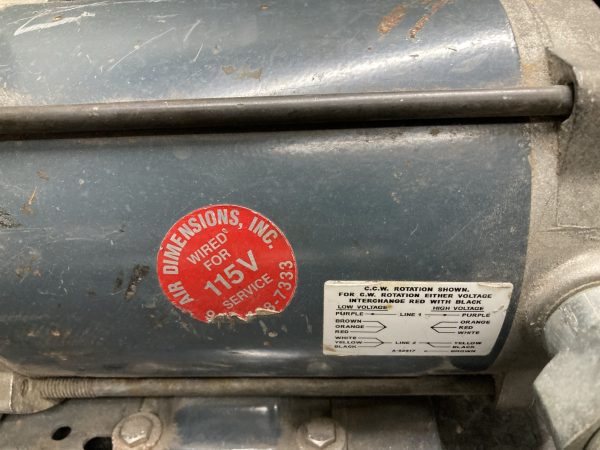 AIR DIMENSIONS, INC.
WIRED
FOR
115V
SERVICE
8-7333
C.C.W. ROTATION SHOWN.
FOR C.W. ROTATION EITHER VOLTAGE
INTERCHANGE RED WITH BLACK
LOW VOLTAGE HIGH VOLTAGE
PURPLE LINE 1 PURPLE
BROWN ORANGE
ORANGE RED
RED WHITE
WHITE
YELLOW LINE 2 YELLOW
BLACK BLACK
BROWN